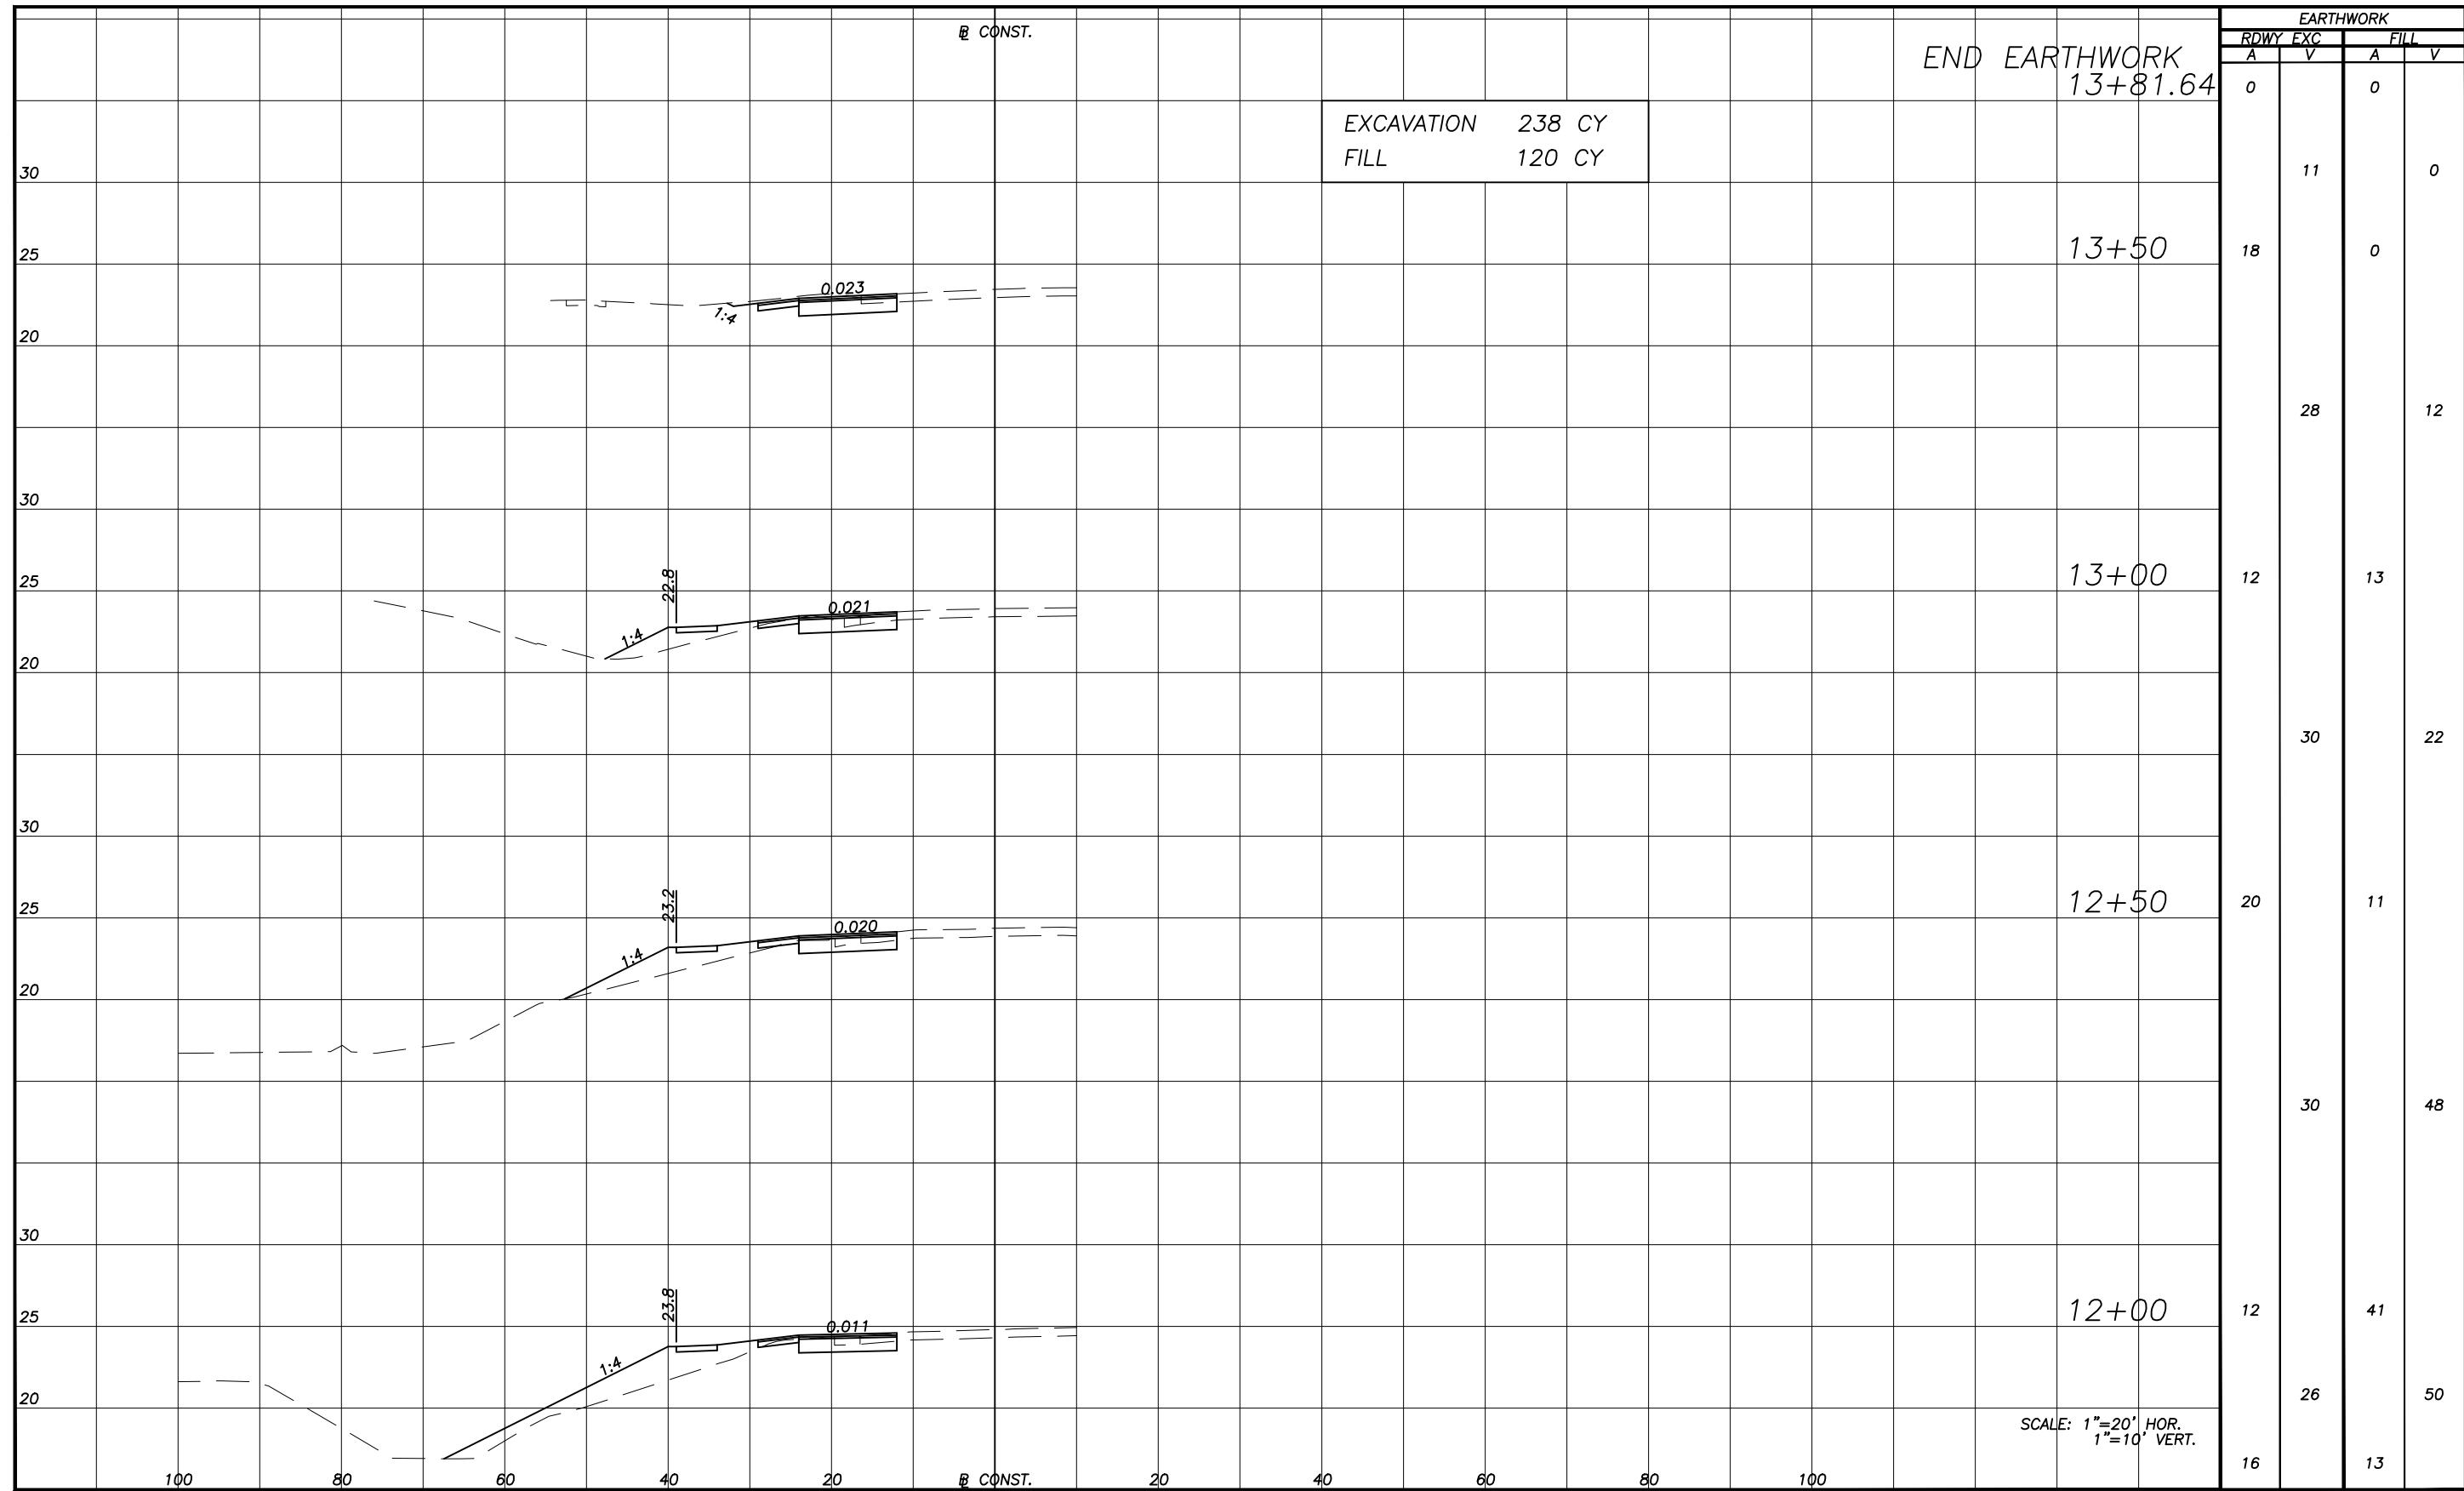 ℄ CONST.
EARTHWORK
RDWY EXC FILL
A V A V
END EARTHWORK
13+81.64 0 0
EXCAVATION 238 CY
FILL 120 CY
30 11 0
25 13+50 18 0
0.023
1:4
20
28 12
30
25 22.8 13+00 12 13
0.021
1:4
20
30 22
30
25 23.2 12+50 20 11
0.020
1:4
20
30 48
30
25 23.8 12+00 12 41
0.011
1:4
20 26 50
SCALE: 1"=20' HOR.
1"=10' VERT.
16 13
100 80 60 40 20 ℄ CONST. 20 40 60 80 100